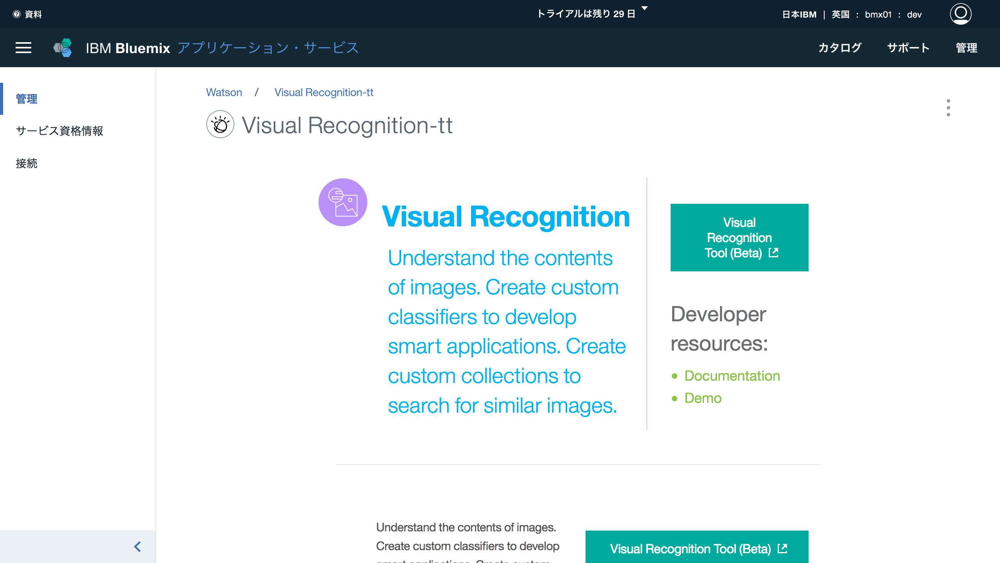 資料
トライアルは残り 29 日
日本IBM | 英国 : bmx01 : dev
IBM Bluemix アプリケーション・サービス
カタログ サポート 管理
管理
サービス資格情報
接続
Watson / Visual Recognition-tt
Visual Recognition-tt
Visual Recognition
Understand the contents
of images. Create custom
classifiers to develop
smart applications. Create
custom collections to
search for similar images.
Visual
Recognition
Tool (Beta)
Developer
resources:
• Documentation
• Demo
Understand the contents of images.
Create custom classifiers to develop
smart applications. Create custom
Visual Recognition Tool (Beta)